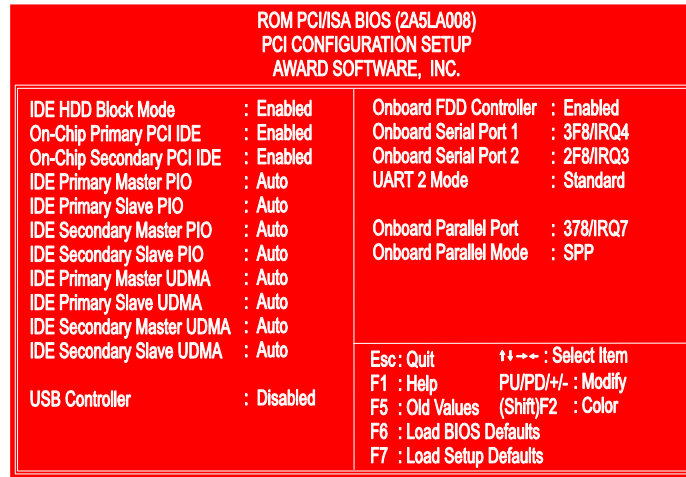 ROM PCI/ISA BIOS (2A5LA008)
PCI CONFIGURATION SETUP
AWARD SOFTWARE, INC.
IDE HDD Block Mode : Enabled
On-Chip Primary PCI IDE : Enabled
On-Chip Secondary PCI IDE : Enabled
IDE Primary Master PIO : Auto
IDE Primary Slave PIO : Auto
IDE Secondary Master PIO : Auto
IDE Secondary Slave PIO : Auto
IDE Primary Master UDMA : Auto
IDE Primary Slave UDMA : Auto
IDE Secondary Master UDMA : Auto
IDE Secondary Slave UDMA : Auto
USB Controller : Disabled
Onboard FDD Controller : Enabled
Onboard Serial Port 1 : 3F8/IRQ4
Onboard Serial Port 2 : 2F8/IRQ3
UART 2 Mode : Standard
Onboard Parallel Port : 378/IRQ7
Onboard Parallel Mode : SPP
Esc : Quit ↑↓→← : Select Item
F1 : Help PU/PD/+/- : Modify
F5 : Old Values (Shift)F2 : Color
F6 : Load BIOS Defaults
F7 : Load Setup Defaults